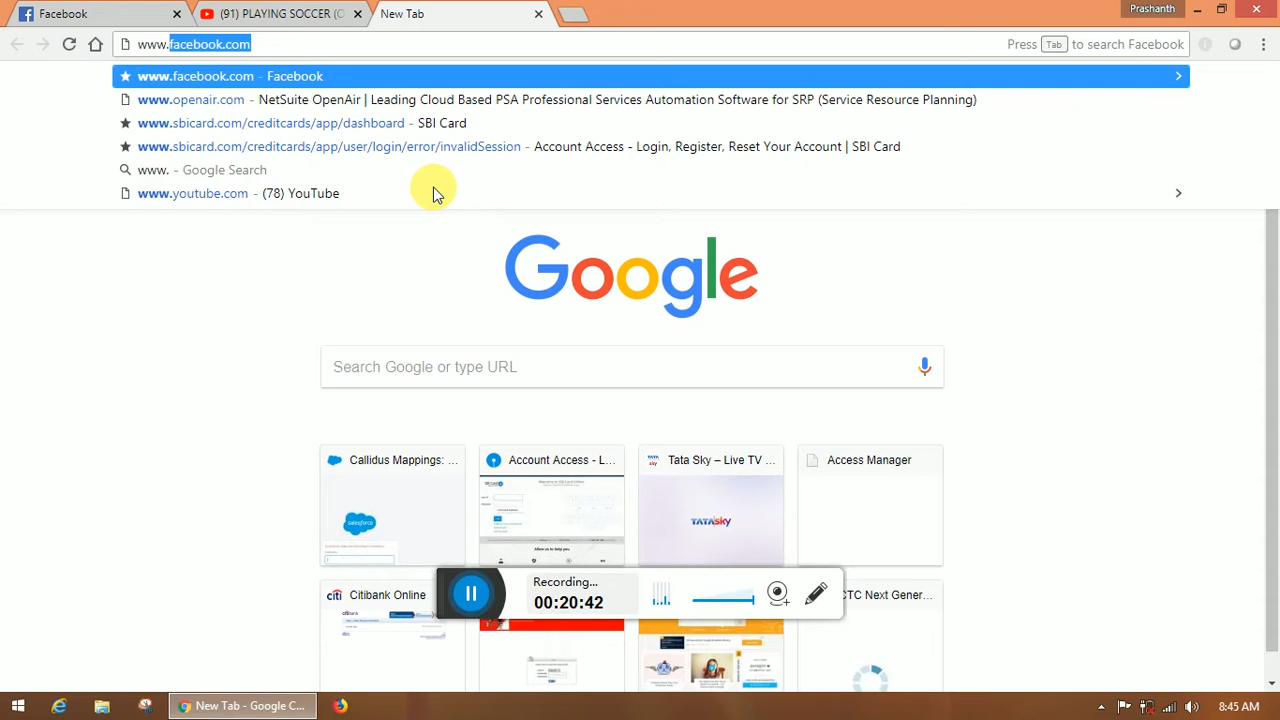 Facebook
(91) PLAYING SOCCER (O
New Tab
Prashanth
www.facebook.com
Press Tab to search Facebook
www.facebook.com - Facebook
www.openair.com - NetSuite OpenAir | Leading Cloud Based PSA Professional Services Automation Software for SRP (Service Resource Planning)
www.sbicard.com/creditcards/app/dashboard - SBI Card
www.sbicard.com/creditcards/app/user/login/error/invalidSession - Account Access - Login, Register, Reset Your Account | SBI Card
www. - Google Search
www.youtube.com - (78) YouTube
Google
Search Google or type URL
Callidus Mappings: ...
Account Access - L...
Tata Sky – Live TV ...
Access Manager
salesforce
TATA sky
Allow us to help you
Recording...
00:20:42
Citibank Online
CTC Next Gener...
New Tab - Google C...
8:45 AM